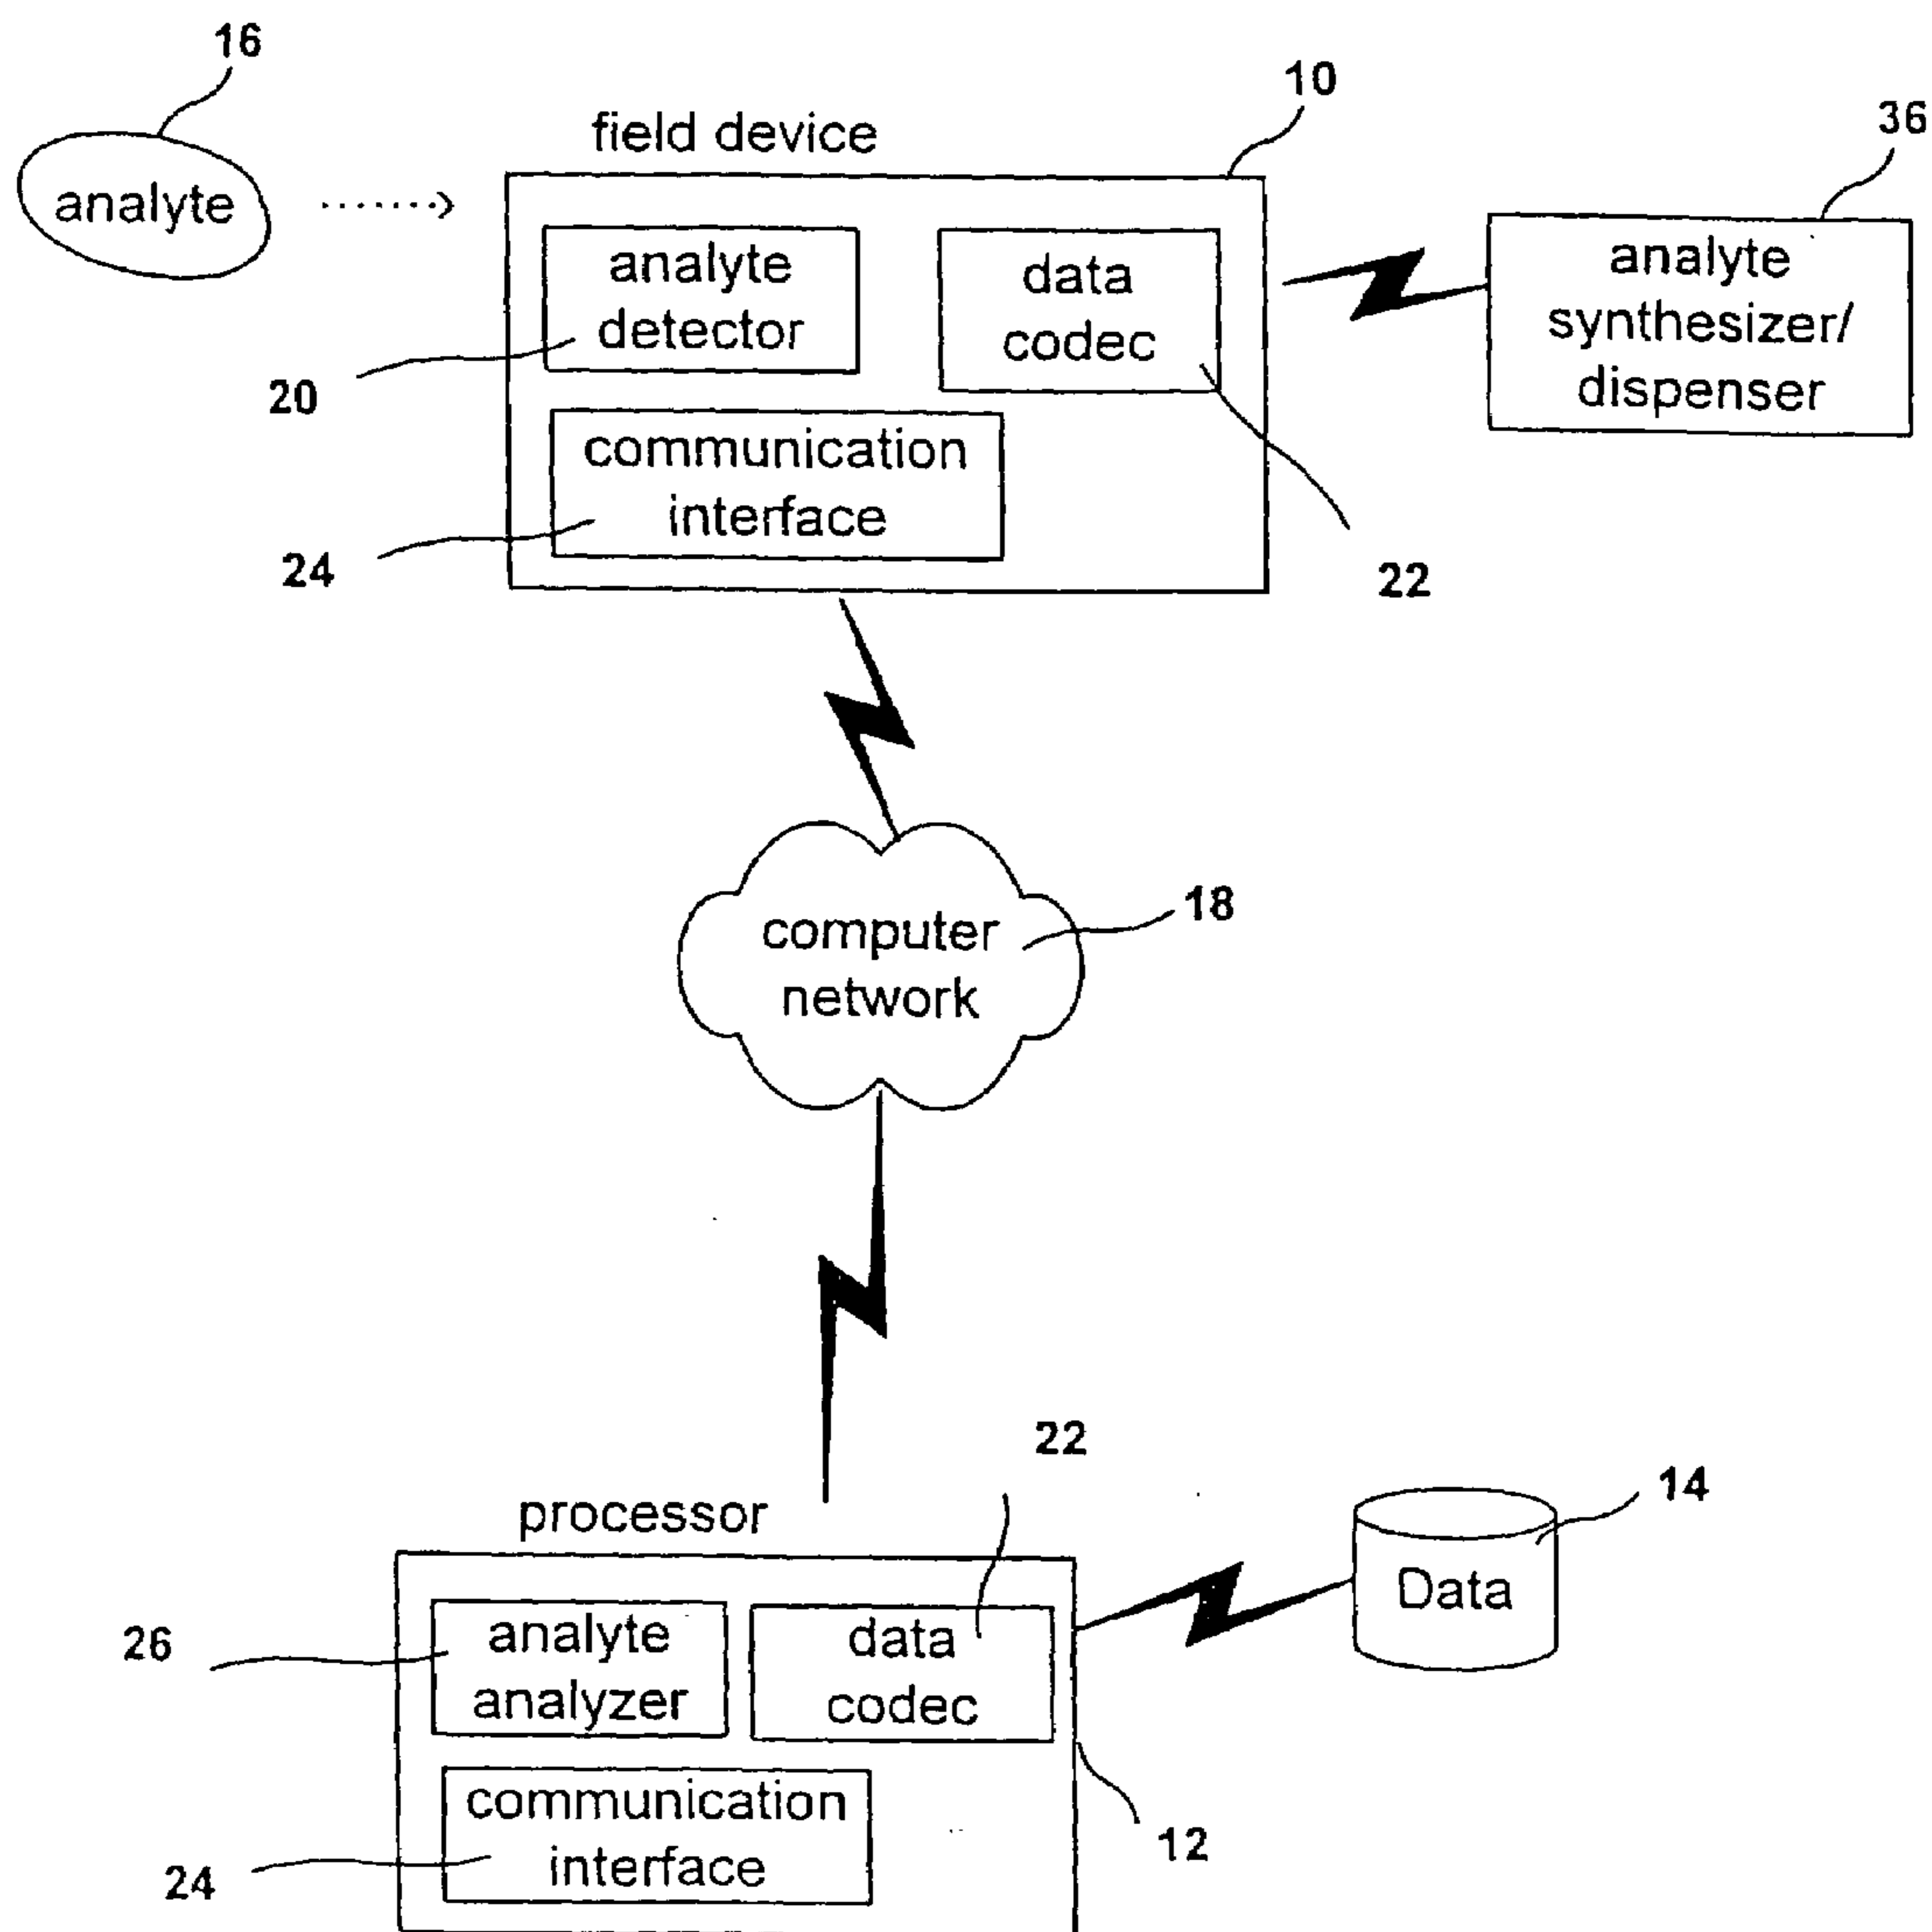 16
10
36
field device
analyte
analyte
detector
data
codec
analyte
synthesizer/
dispenser
20
communication
interface
24
22
computer
network
18
22
processor
14
Data
26
analyte
analyzer
data
codec
communication
interface
12
24